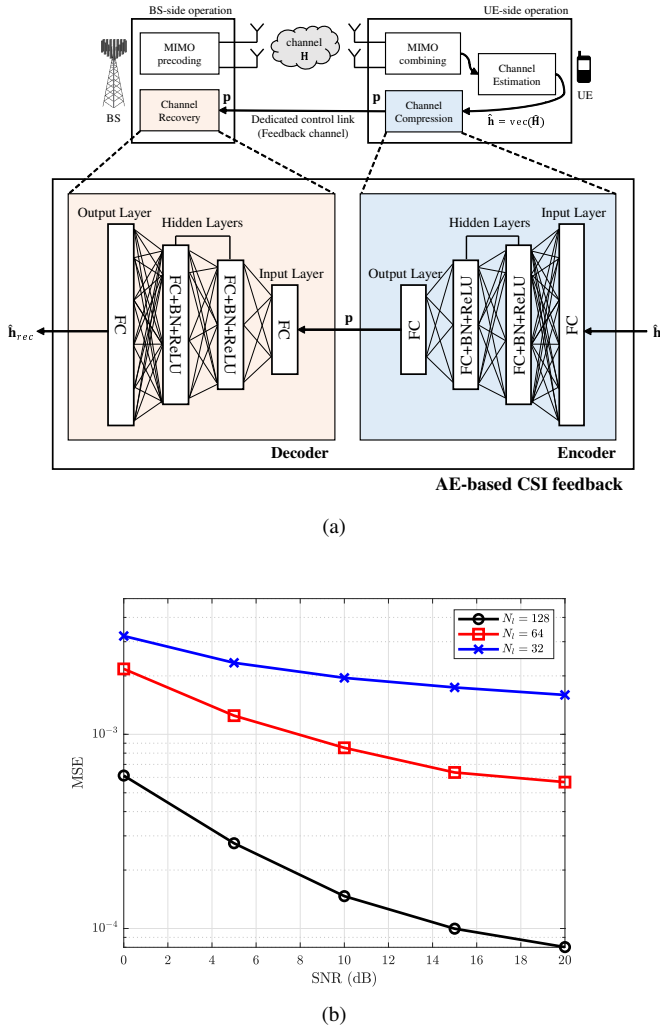 BS-side operation
UE-side operation
MIMO
precoding
channel
H
MIMO
combining
Channel
Estimation
BS
UE
Channel
Recovery
p
Dedicated control link
(Feedback channel)
p
Channel
Compression
ĥ = vec(Ĥ)
Output Layer
Hidden Layers
Input Layer
FC
FC+BN+ReLU
FC+BN+ReLU
FC
Hidden Layers
Input Layer
Output Layer
FC
FC+BN+ReLU
FC+BN+ReLU
FC
ĥrec
p
ĥ
Decoder
Encoder
AE-based CSI feedback
(a)
N_l = 128
N_l = 64
N_l = 32
10^{-3}
10^{-4}
MSE
0 2 4 6 8 10 12 14 16 18 20
SNR (dB)
(b)